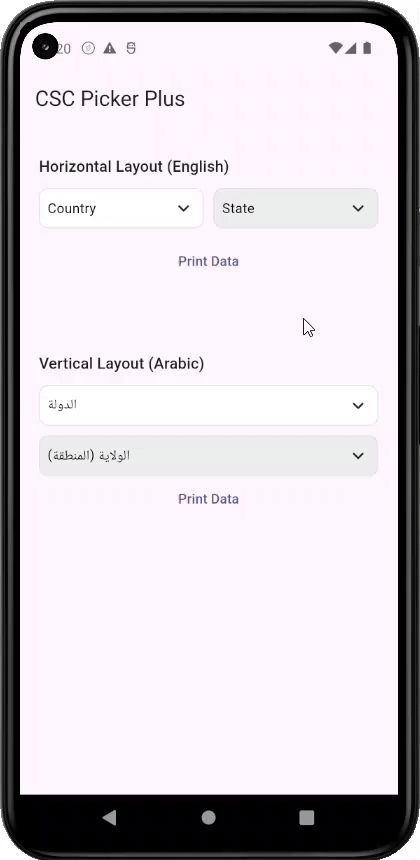 20
CSC Picker Plus
Horizontal Layout (English)
Country
State
Print Data
Vertical Layout (Arabic)
الدولة
الولاية (المنطقة)
Print Data